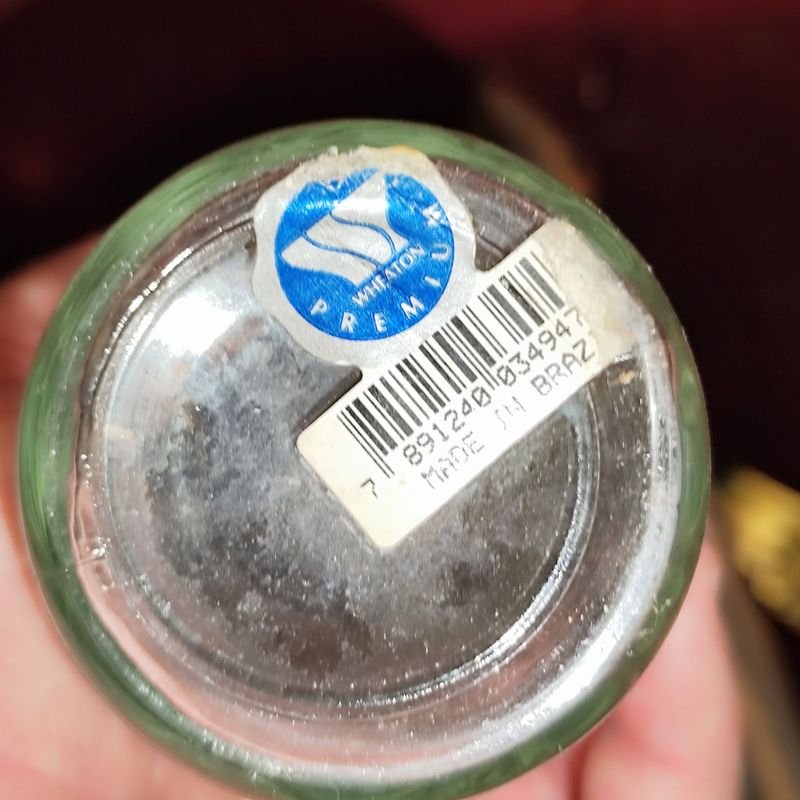 WHEATON
PREMIUM
7 891240 034947
MADE IN BRAZ